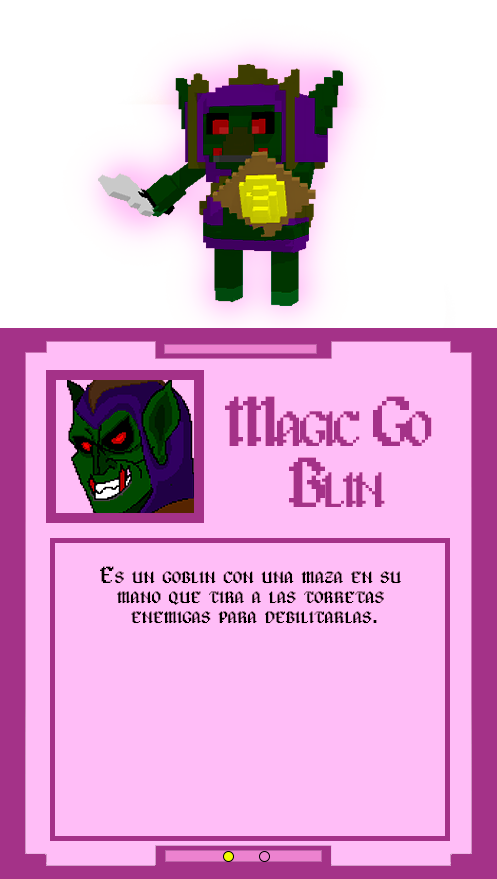 Magic Go
Blin
Es un goblin con una maza en su
mano que tira a las torretas
enemigas para debilitarlas.